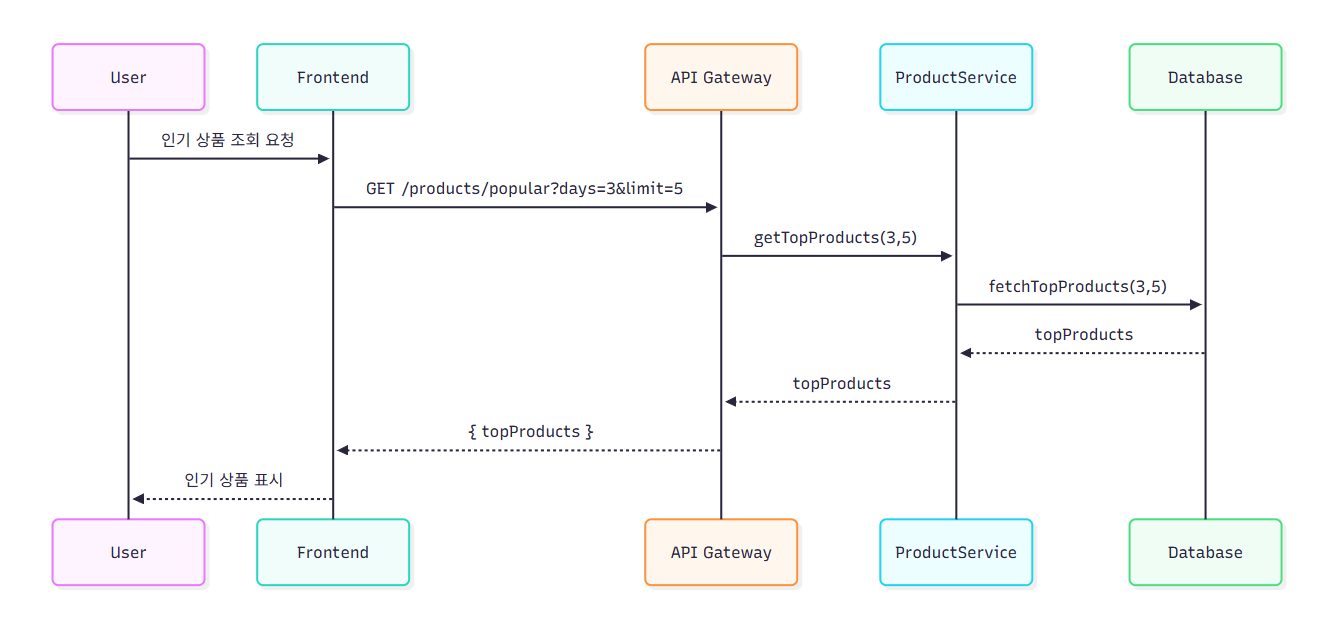 User
Frontend
API Gateway
ProductService
Database
인기 상품 조회 요청
GET /products/popular?days=3&limit=5
getTopProducts(3,5)
fetchTopProducts(3,5)
topProducts
topProducts
{ topProducts }
인기 상품 표시
User
Frontend
API Gateway
ProductService
Database